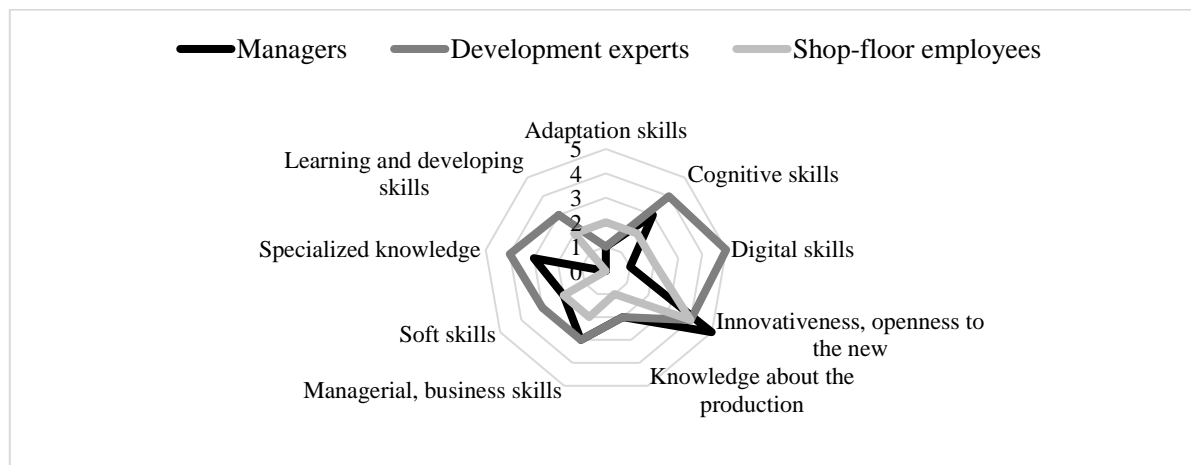 Managers Development experts Shop-floor employees
Adaptation skills
Cognitive skills
Digital skills
Innovativeness, openness to
the new
Knowledge about the
production
Managerial, business skills
Soft skills
Specialized knowledge
Learning and developing
skills
5
4
3
2
1
0